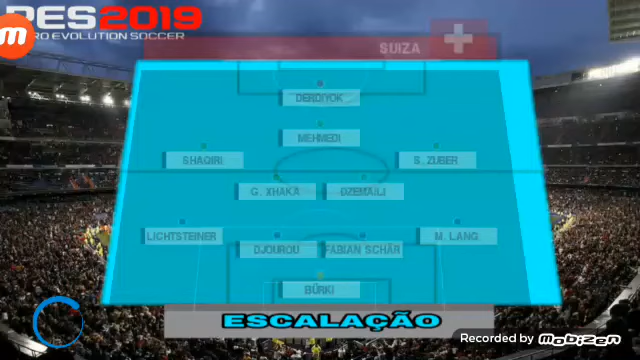 PES2019
PRO EVOLUTION SOCCER
M
SUIZA
DERDIYOK
MEHMEDI
SHAQIRI
S. ZUBER
G. XHAKA
DZEMAILI
LICHTSTEINER
DJOUROU
FABIAN SCHÄR
M. LANG
BÜRKI
ESCALAÇÃO
Recorded by MOBIZEN